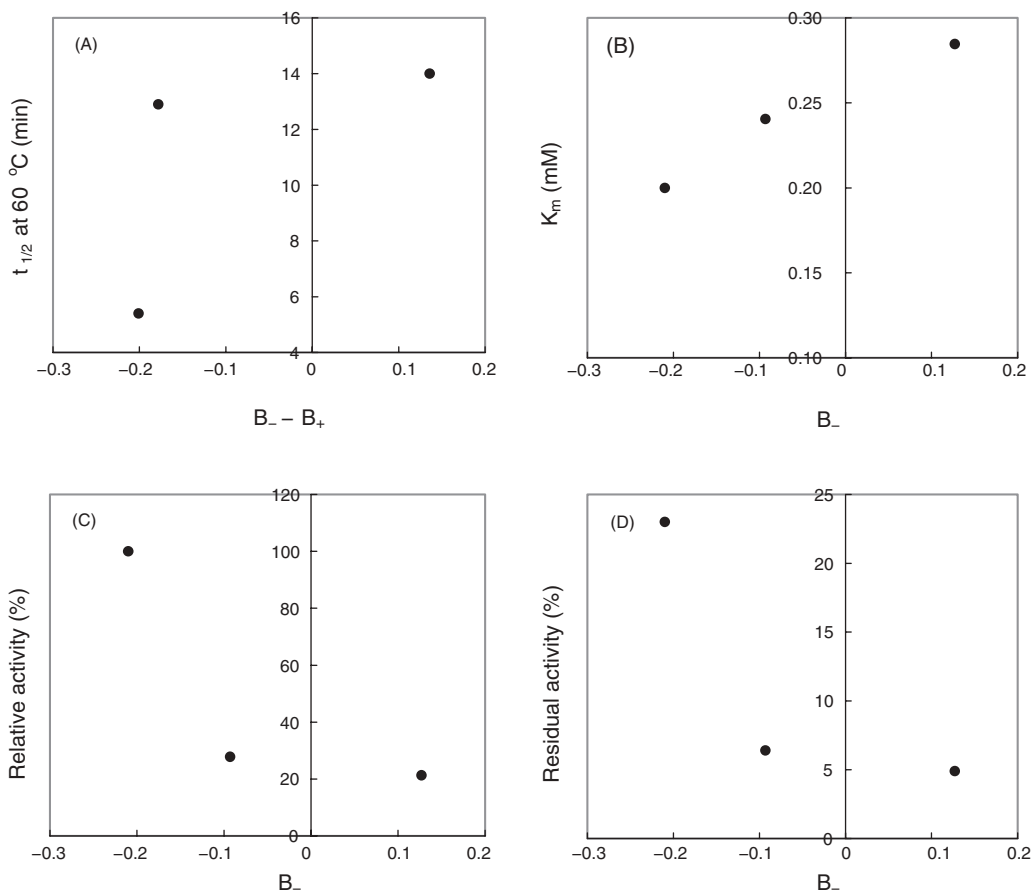 (A)
t 1/2 at 60 °C (min)
16
14
12
10
8
6
4
−0.3 −0.2 −0.1 0 0.1 0.2
B− − B+
(B)
Km (mM)
0.30
0.25
0.20
0.15
0.10
−0.3 −0.2 −0.1 0 0.1 0.2
B−
(C)
Relative activity (%)
120
100
80
60
40
20
0
−0.3 −0.2 −0.1 0 0.1 0.2
B−
(D)
Residual activity (%)
25
20
15
10
5
0
−0.3 −0.2 −0.1 0 0.1 0.2
B−